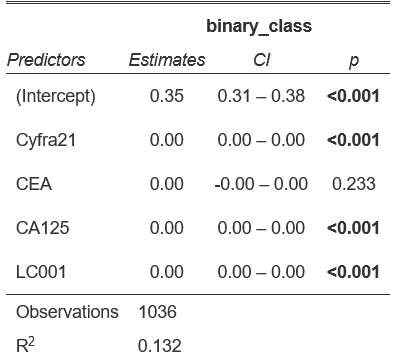 binary_class
Predictors Estimates CI p
(Intercept) 0.35 0.31 – 0.38 <0.001
Cyfra21 0.00 0.00 – 0.00 <0.001
CEA 0.00 -0.00 – 0.00 0.233
CA125 0.00 0.00 – 0.00 <0.001
LC001 0.00 0.00 – 0.00 <0.001
Observations 1036
R² 0.132